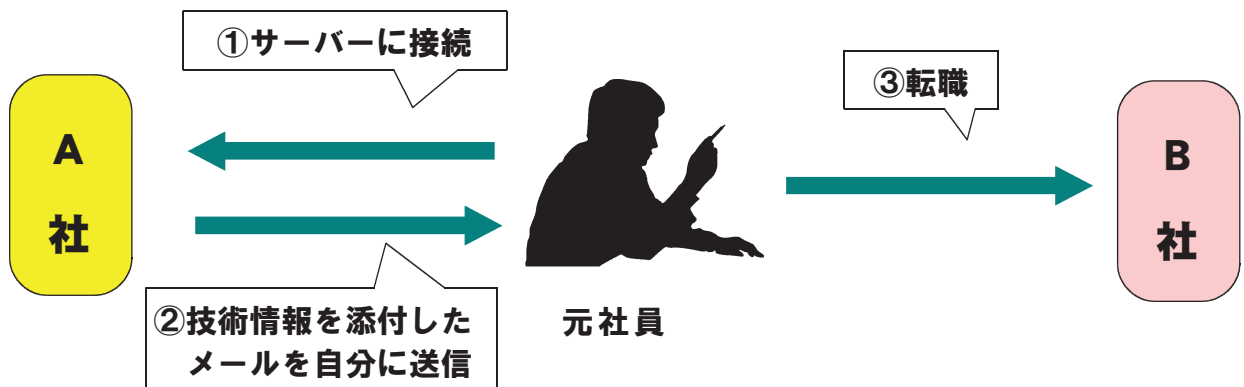 ①サーバーに接続
③転職
A
社
B
社
②技術情報を添付した
メールを自分に送信
元社員